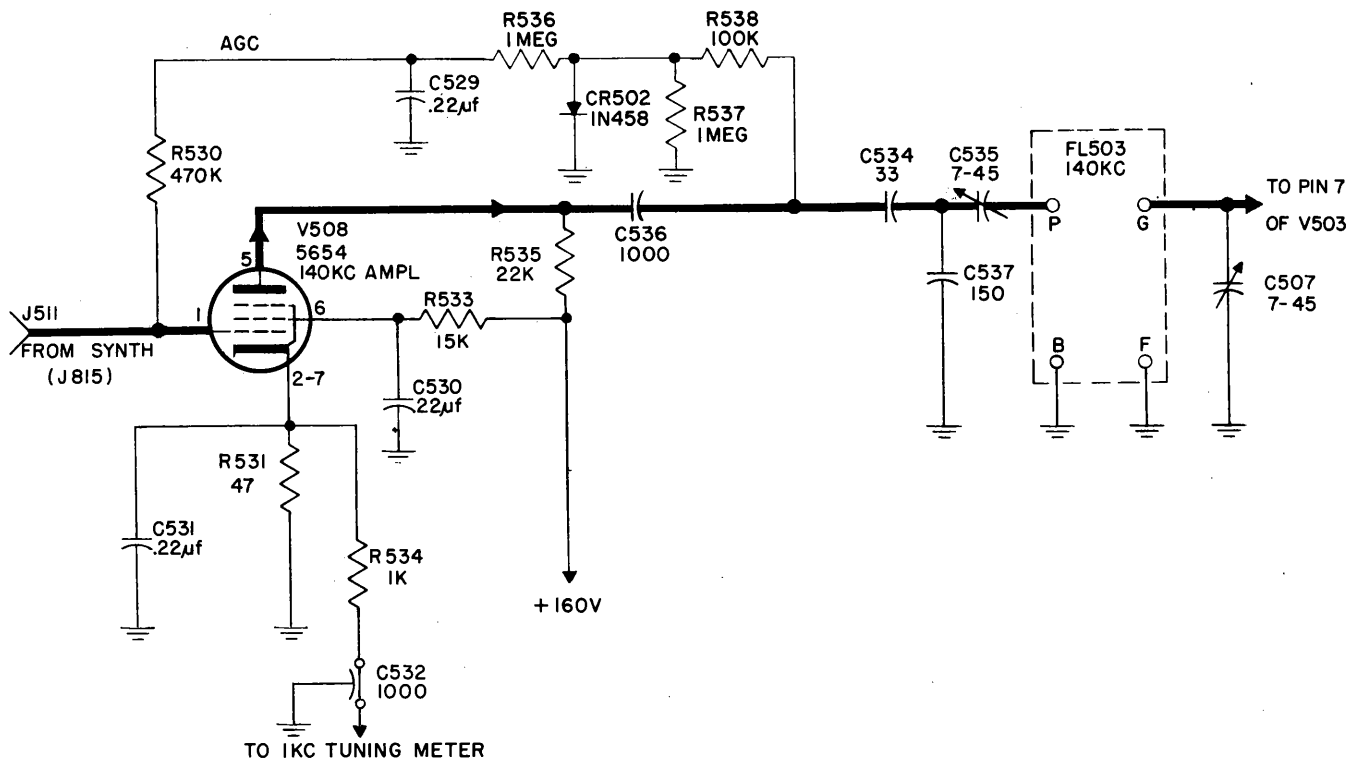 AGC
R536
1MEG
R538
100K
C529
.22µf
CR502
1N458
R537
1MEG
R530
470K
C534
33
C535
7-45
FL503
140KC
P
G
B
F
TO PIN 7
OF V503
C507
7-45
C537
150
C536
1000
V508
5654
140KC AMPL
5
1
6
2-7
R535
22K
R533
15K
J511
FROM SYNTH
(J815)
C530
.22µf
R531
47
C531
.22µf
R534
1K
+160V
C532
1000
TO 1KC TUNING METER